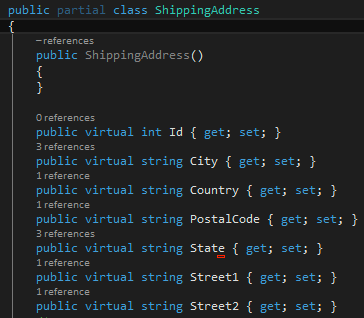 public partial class ShippingAddress
{
– references
public ShippingAddress()
{
}
0 references
public virtual int Id { get; set; }
3 references
public virtual string City { get; set; }
1 reference
public virtual string Country { get; set; }
1 reference
public virtual string PostalCode { get; set; }
3 references
public virtual string State { get; set; }
1 reference
public virtual string Street1 { get; set; }
1 reference
public virtual string Street2 { get; set; }